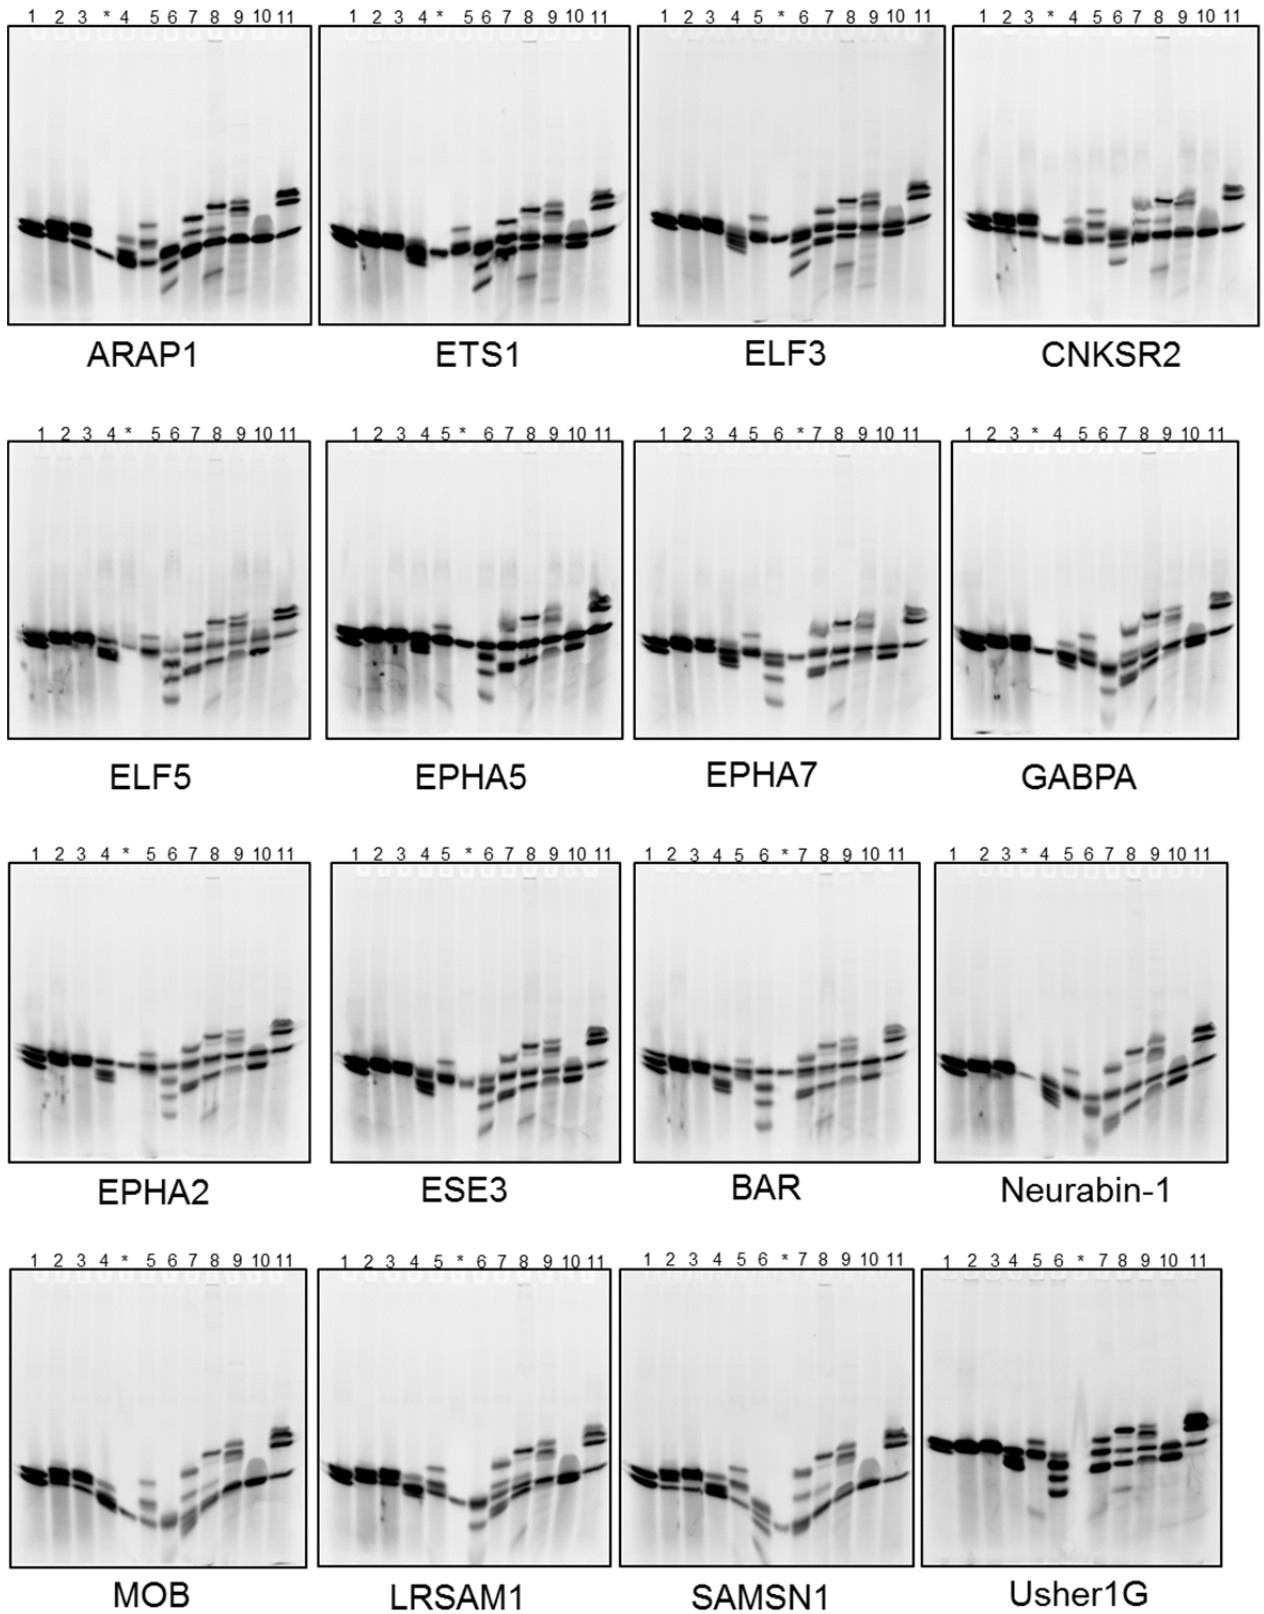 1 2 3 * 4 5 6 7 8 9 10 11
1 2 3 4 * 5 6 7 8 9 10 11
1 2 3 4 5 * 6 7 8 9 10 11
1 2 3 * 4 5 6 7 8 9 10 11
ARAP1
ETS1
ELF3
CNKSR2
1 2 3 4 * 5 6 7 8 9 10 11
1 2 3 4 5 * 6 7 8 9 10 11
1 2 3 4 5 6 * 7 8 9 10 11
1 2 3 * 4 5 6 7 8 9 10 11
ELF5
EPHA5
EPHA7
GABPA
1 2 3 4 * 5 6 7 8 9 10 11
1 2 3 4 5 * 6 7 8 9 10 11
1 2 3 4 5 6 * 7 8 9 10 11
1 2 3 * 4 5 6 7 8 9 10 11
EPHA2
ESE3
BAR
Neurabin-1
1 2 3 4 * 5 6 7 8 9 10 11
1 2 3 4 5 * 6 7 8 9 10 11
1 2 3 4 5 6 * 7 8 9 10 11
1 2 3 4 5 6 * 7 8 9 10 11
MOB
LRSAM1
SAMSN1
Usher1G